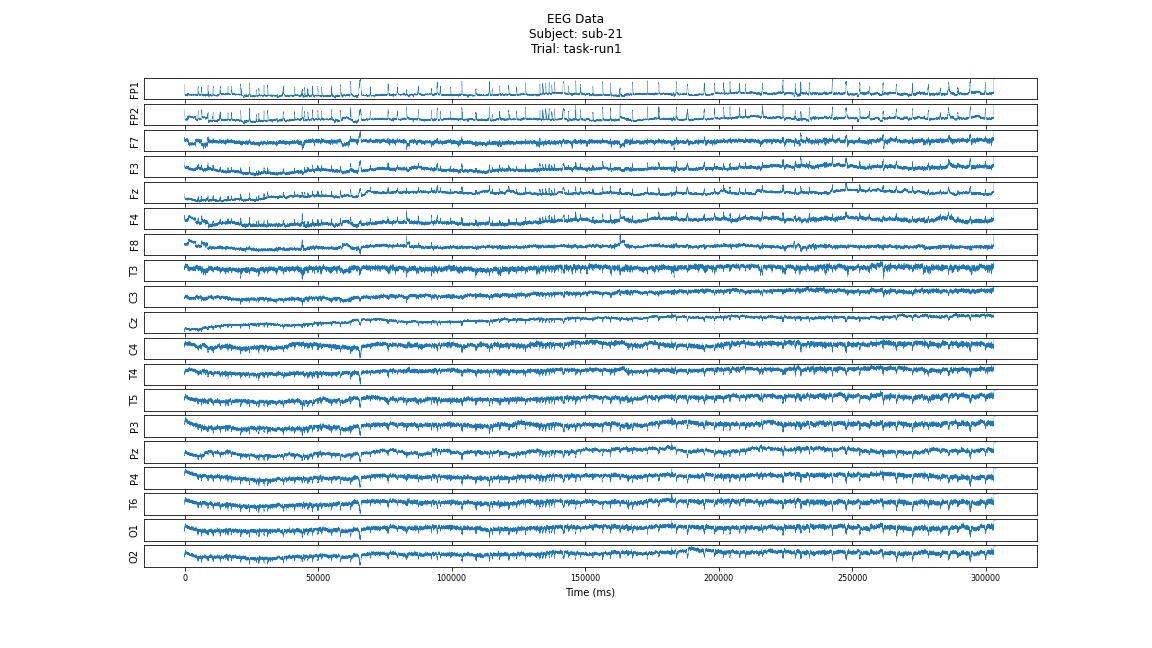 EEG Data
Subject: sub-21
Trial: task-run1
FP1
FP2
F7
F3
Fz
F4
F8
T3
C3
Cz
C4
T4
T5
P3
Pz
P4
T6
O1
O2
0 50000 100000 150000 200000 250000 300000
Time (ms)